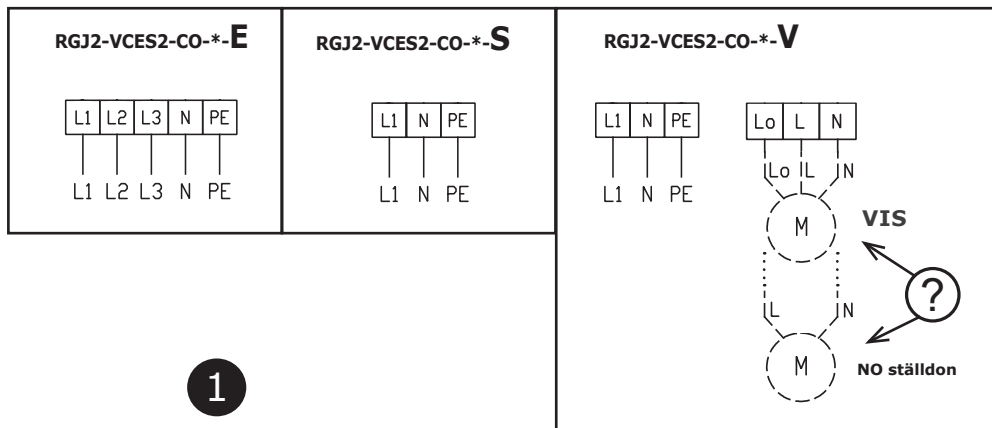 RGJ2-VCES2-CO-*-E
L1 L2 L3 N PE
L1 L2 L3 N PE
RGJ2-VCES2-CO-*-S
L1 N PE
L1 N PE
RGJ2-VCES2-CO-*-V
L1 N PE
L1 N PE
Lo L N
Lo L N
M
VIS
?
L N
M
NO ställdon
1